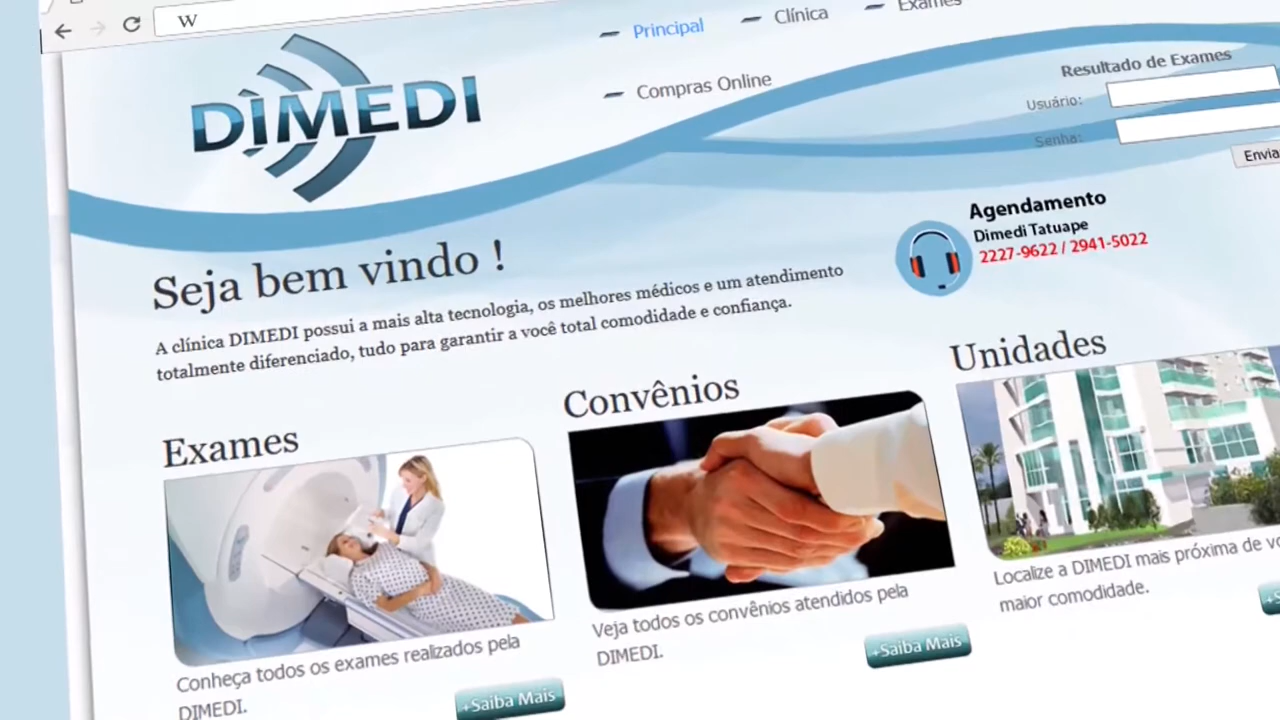 W
Principal
Clínica
Exames
Compras Online
DIMEDI
Resultado de Exames
Usuário:
Senha:
Agendamento
Dimedi Tatuape
2227-9622 / 2941-5022
Seja bem vindo !
A clínica DIMEDI possui a mais alta tecnologia, os melhores médicos e um atendimento
totalmente diferenciado, tudo para garantir a você total comodidade e confiança.
Exames
Conheça todos os exames realizados pela
DIMEDI.
+Saiba Mais
Convênios
Veja todos os convênios atendidos pela
DIMEDI.
+Saiba Mais
Unidades
Localize a DIMEDI mais próxima de
maior comodidade.